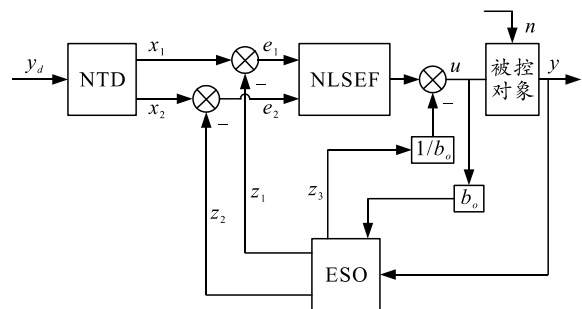 n
y_d
NTD
x_1
x_2
e_1
e_2
NLSEF
u
被控
对象
y
1/b_o
b_o
z_1
z_2
z_3
ESO
−
−
−